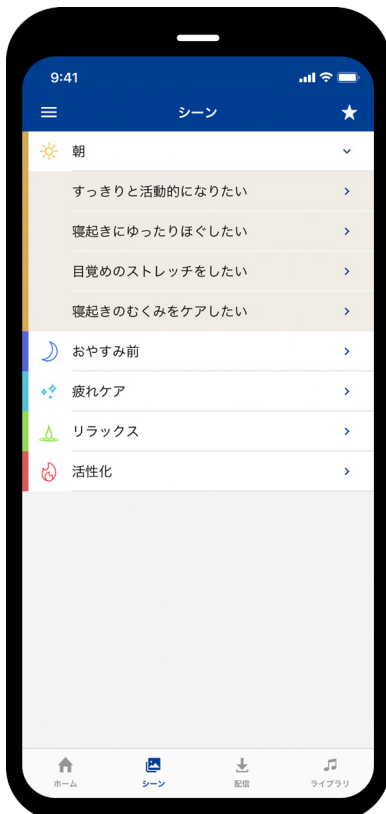 9:41
シーン
朝
すっきりと活動的になりたい
寝起きにゆったりほぐしたい
目覚めのストレッチをしたい
寝起きのむくみをケアしたい
おやすみ前
疲れケア
リラックス
活性化
ホーム
シーン
配信
ライブラリ